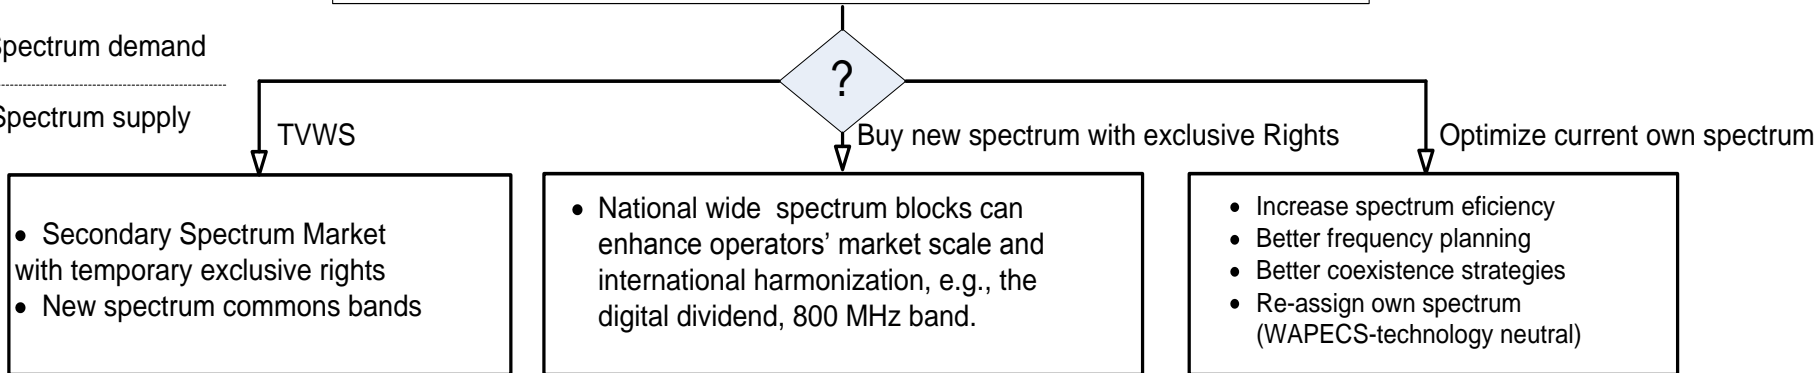 Spectrum demand
?
Spectrum supply
TVWS
Buy new spectrum with exclusive Rights
Optimize current own spectrum
• Secondary Spectrum Market
with temporary exclusive rights
• New spectrum commons bands
• National wide spectrum blocks can
enhance operators’ market scale and
international harmonization, e.g., the
digital dividend, 800 MHz band.
• Increase spectrum eficiency
• Better frequency planning
• Better coexistence strategies
• Re-assign own spectrum
(WAPECS-technology neutral)